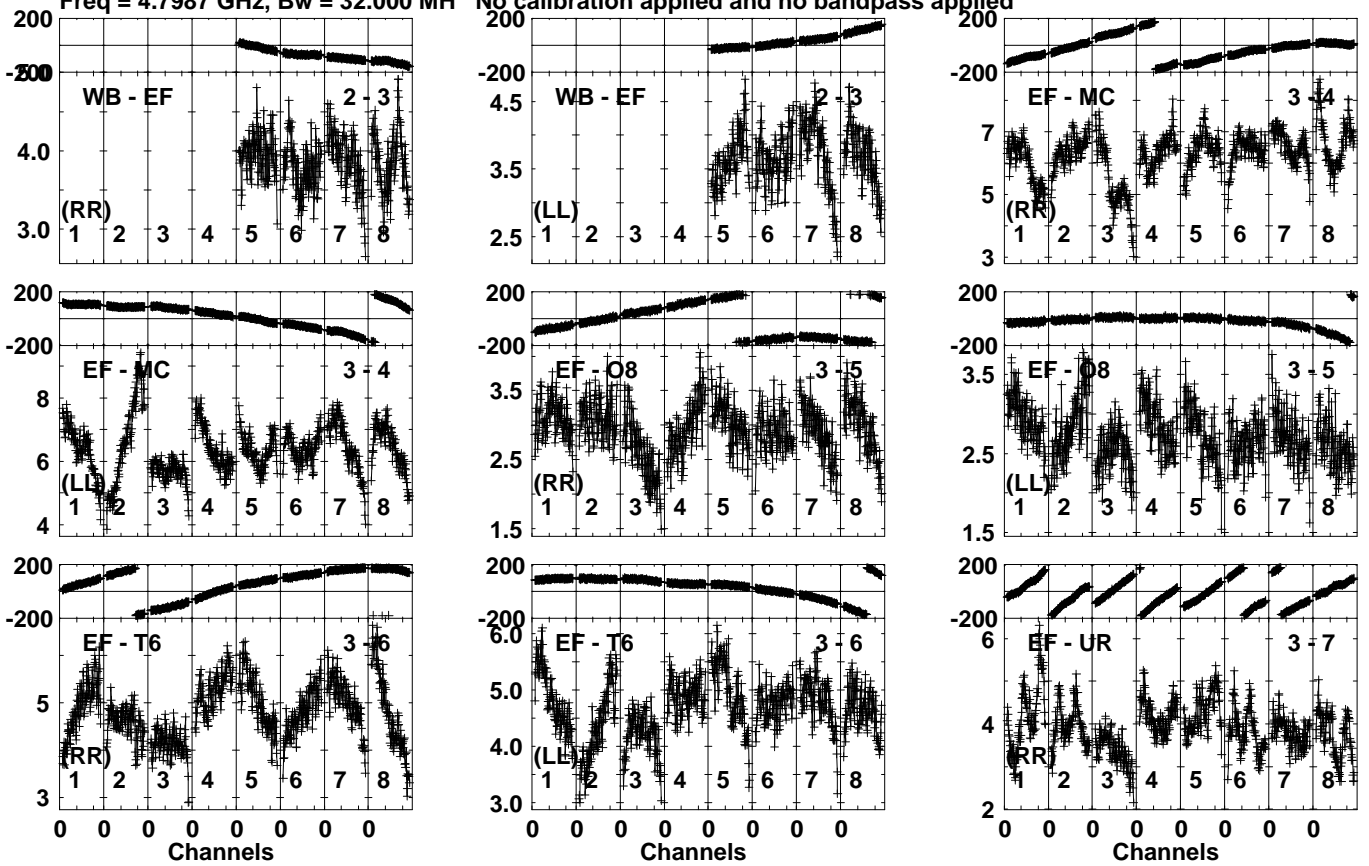 Freq = 4.7987 GHz, Bw = 32.000 MH No calibration applied and no bandpass applied
200 200 200
-200 -200 -200
WB - EF 2 - 3 WB - EF 2 - 3 EF - MC 3 - 4
5.0 4.5 7
4.0 3.5 5
3.0 2.5 3
(RR) (LL) (RR)
1 2 3 4 5 6 7 8 1 2 3 4 5 6 7 8 1 2 3 4 5 6 7 8
200 200 200
-200 -200 -200
EF - MC 3 - 4 EF - O8 3 - 5 EF - O8 3 - 5
8 3.5 3.5
6 2.5 2.5
4 1.5 1.5
(LL) (RR) (LL)
1 2 3 4 5 6 7 8 1 2 3 4 5 6 7 8 1 2 3 4 5 6 7 8
200 200 200
-200 -200 -200
EF - T6 3 - 6 EF - T6 3 - 6 EF - UR 3 - 7
5 6.0 6
3 5.0 4
4.0 2
3.0
(RR) (LL) (RR)
1 2 3 4 5 6 7 8 1 2 3 4 5 6 7 8 1 2 3 4 5 6 7 8
0 0 0 0 0 0 0 0 0 0 0 0 0 0 0 0 0 0 0 0 0 0 0 0
Channels Channels Channels